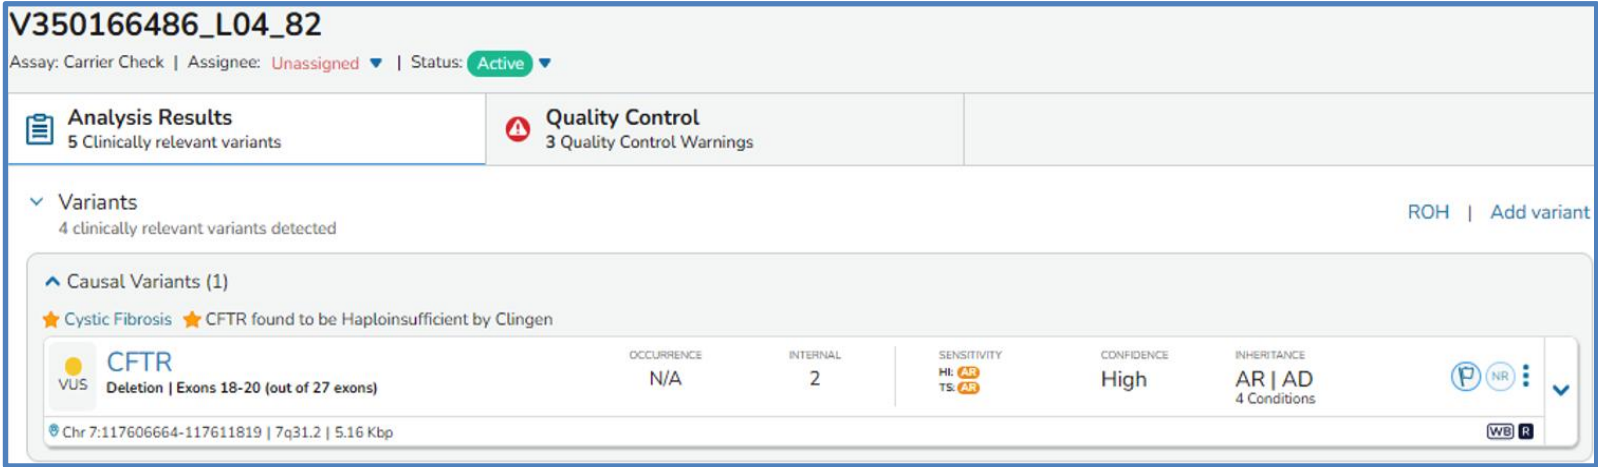 V350166486_L04_82
Assay: Carrier Check | Assignee: Unassigned | Status: Active
Analysis Results
5 Clinically relevant variants
Quality Control
3 Quality Control Warnings
Variants
4 clinically relevant variants detected
ROH | Add variant
Causal Variants (1)
Cystic Fibrosis CFTR found to be Haploinsufficient by Clingen
VUS
CFTR
Deletion | Exons 18-20 (out of 27 exons)
OCCURRENCE
N/A
INTERNAL
2
SENSITIVITY
HI: AR
TS: AR
CONFIDENCE
High
INHERITANCE
AR | AD
4 Conditions
P NR
Chr 7:117606664-117611819 | 7q31.2 | 5.16 Kbp
WB R